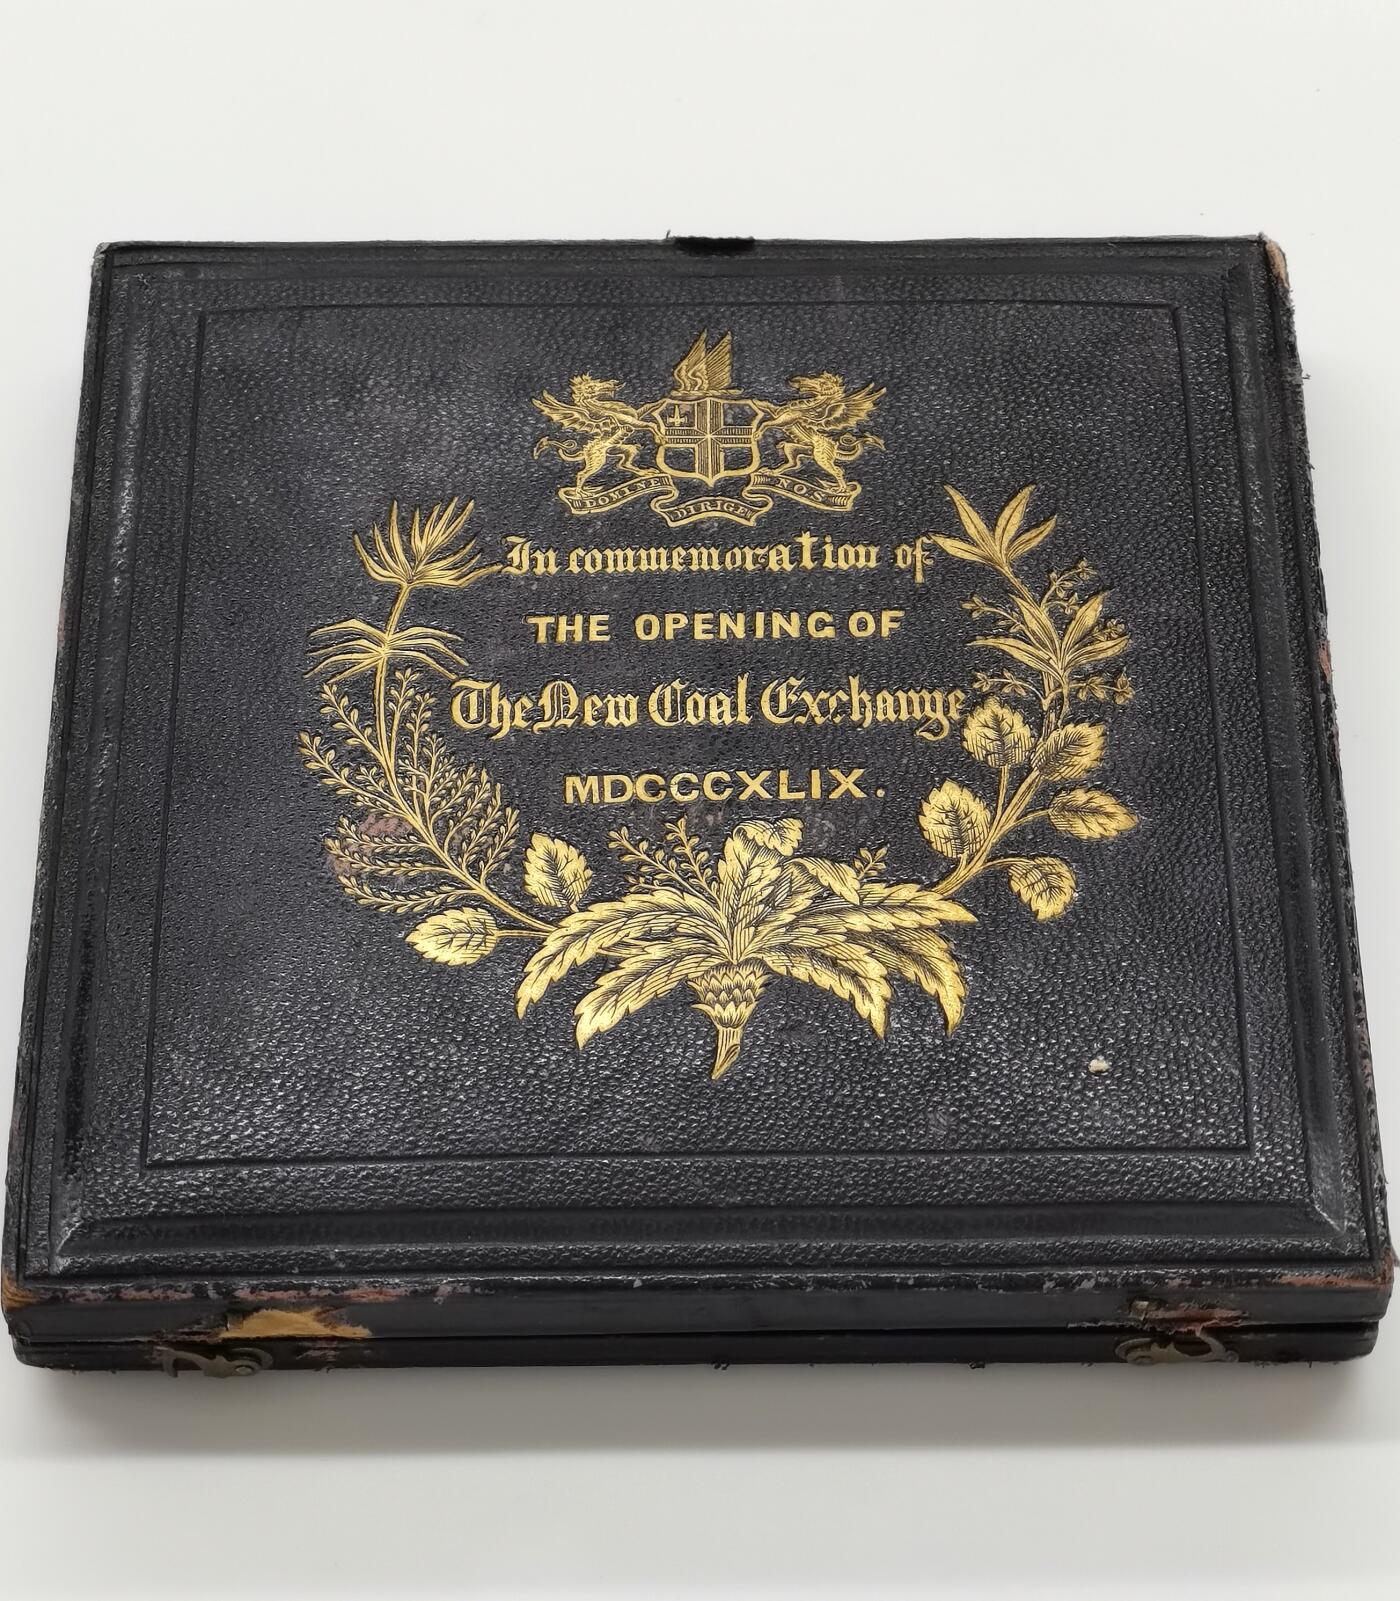 DOMINE DIRIGE NOS
In commemoration of
THE OPENING OF
The New Coal Exchange
MDCCCXLIX.